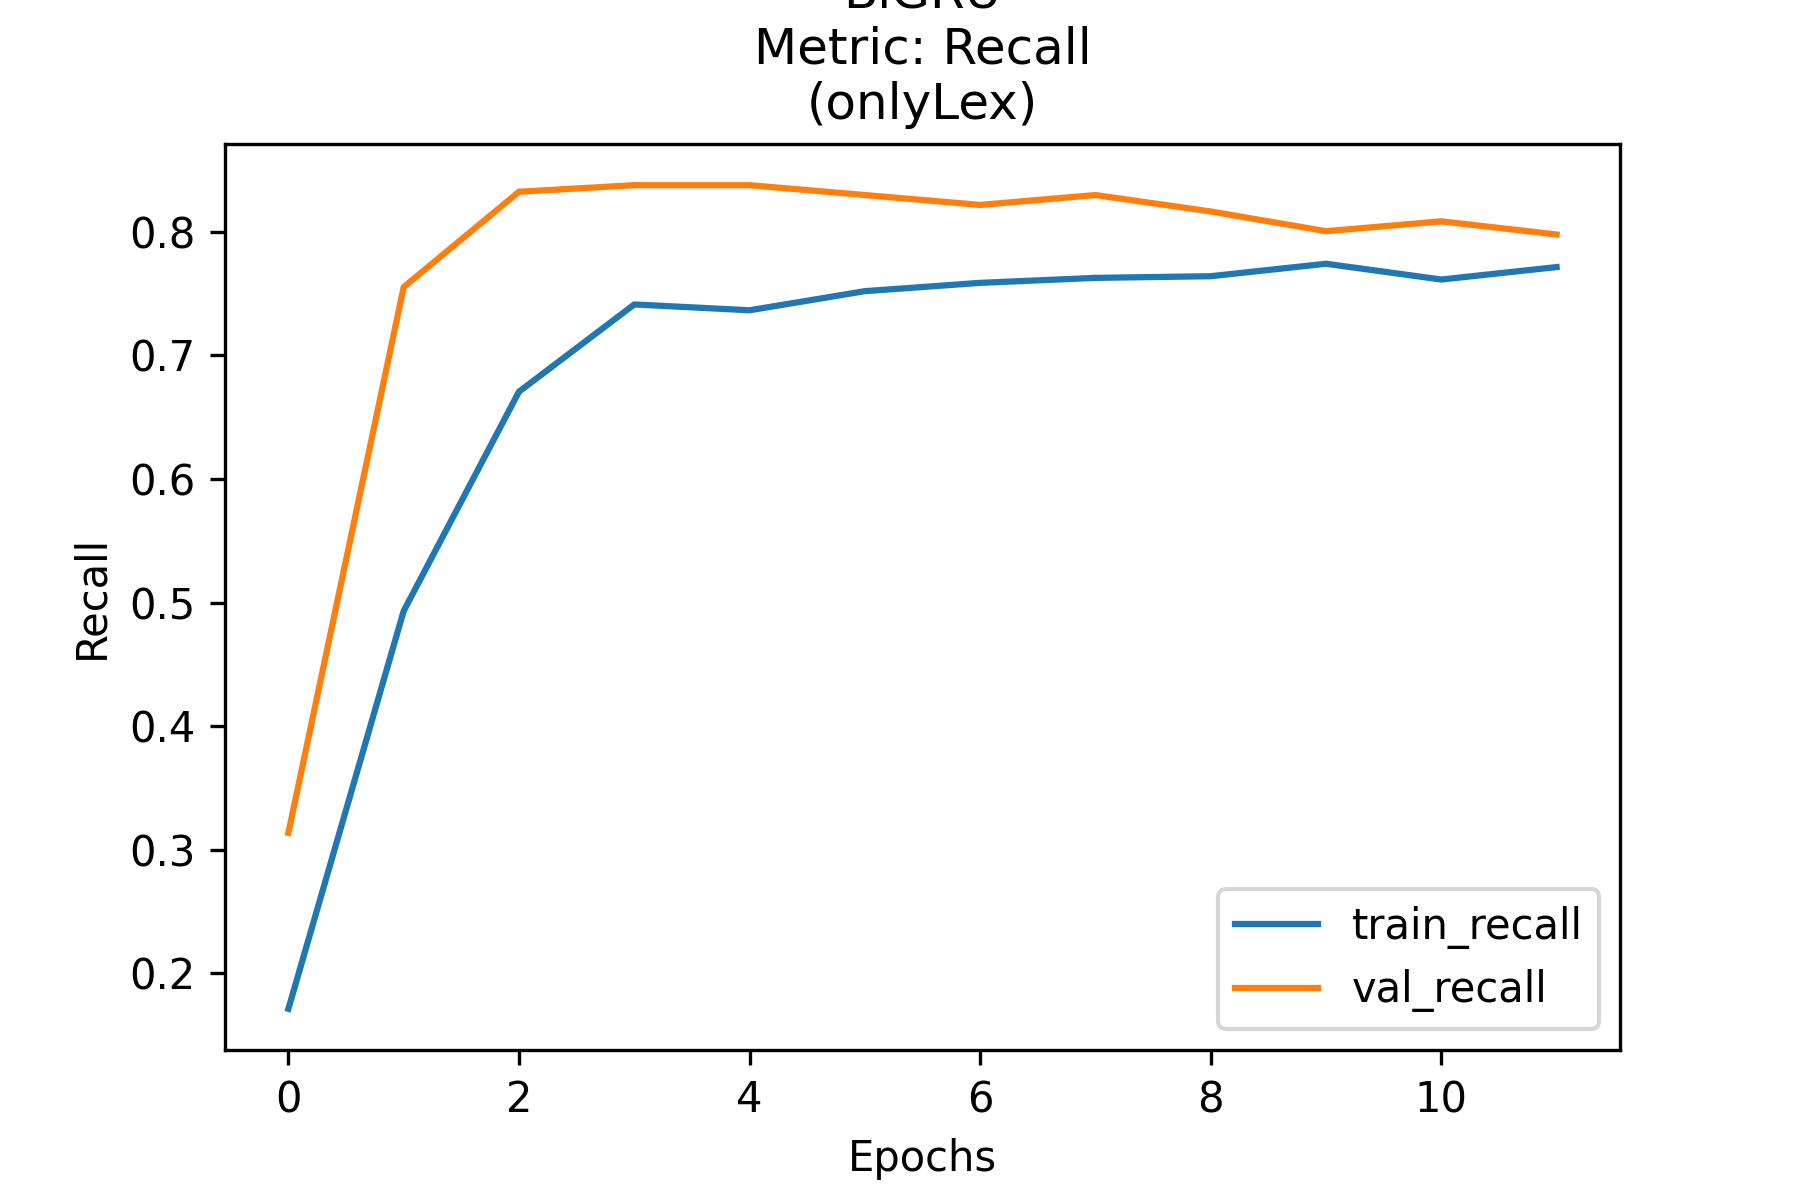 BiGRU
Metric: Recall
(onlyLex)
Recall
0.8
0.7
0.6
0.5
0.4
0.3
0.2
train_recall
val_recall
0 2 4 6 8 10
Epochs